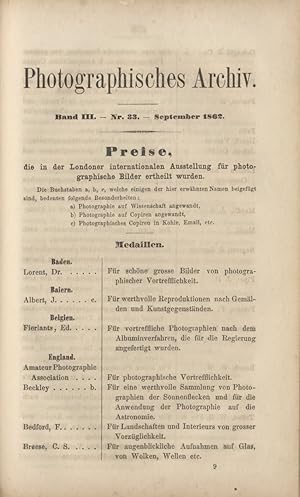 Photographisches Archiv.
Band III. — Nr. 33. — September 1862.
Preise,
die in der Londoner internationalen Ausstellung für photo-
graphische Bilder ertheilt wurden.
Die Buchstaben a, b, c, welche einigen der hier erwähnten Namen beigefügt
sind, bedeuten folgende Besonderheiten:
a) Photographie auf Wissenschaft angewandt,
b) Photographie auf Copiren angewandt,
c) Photographisches Copiren in Kohle, Email, etc.
Medaillen.
Baden.
Lorent, Dr. . . . . . Für schöne grosse Bilder von photogra-
phischer Vortrefflichkeit.
Baiern.
Albert, J. . . . . . c. Für werthvolle Reproduktionen nach Gemäl-
den und Kunstgegenständen.
Belgien.
Fierlants, Ed. . . . . Für vortreffliche Photographien nach dem
Albuminverfahren, die für die Regierung
angefertigt wurden.
England.
Amateur Photographic
Association . . . . Für photographische Vortrefflichkeit.
Beckley . . . . . . . b. Für eine werthvolle Sammlung von Photo-
graphien der Sonnenflecken und für die
Anwendung der Photographie auf die
Astronomie.
Bedford, F. . . . . . Für Landschaften und Interieurs von grosser
Vorzüglichkeit.
Breese, C. S. . . . . Für augenblickliche Aufnahmen auf Glas,
von Wolken, Wellen etc.
9